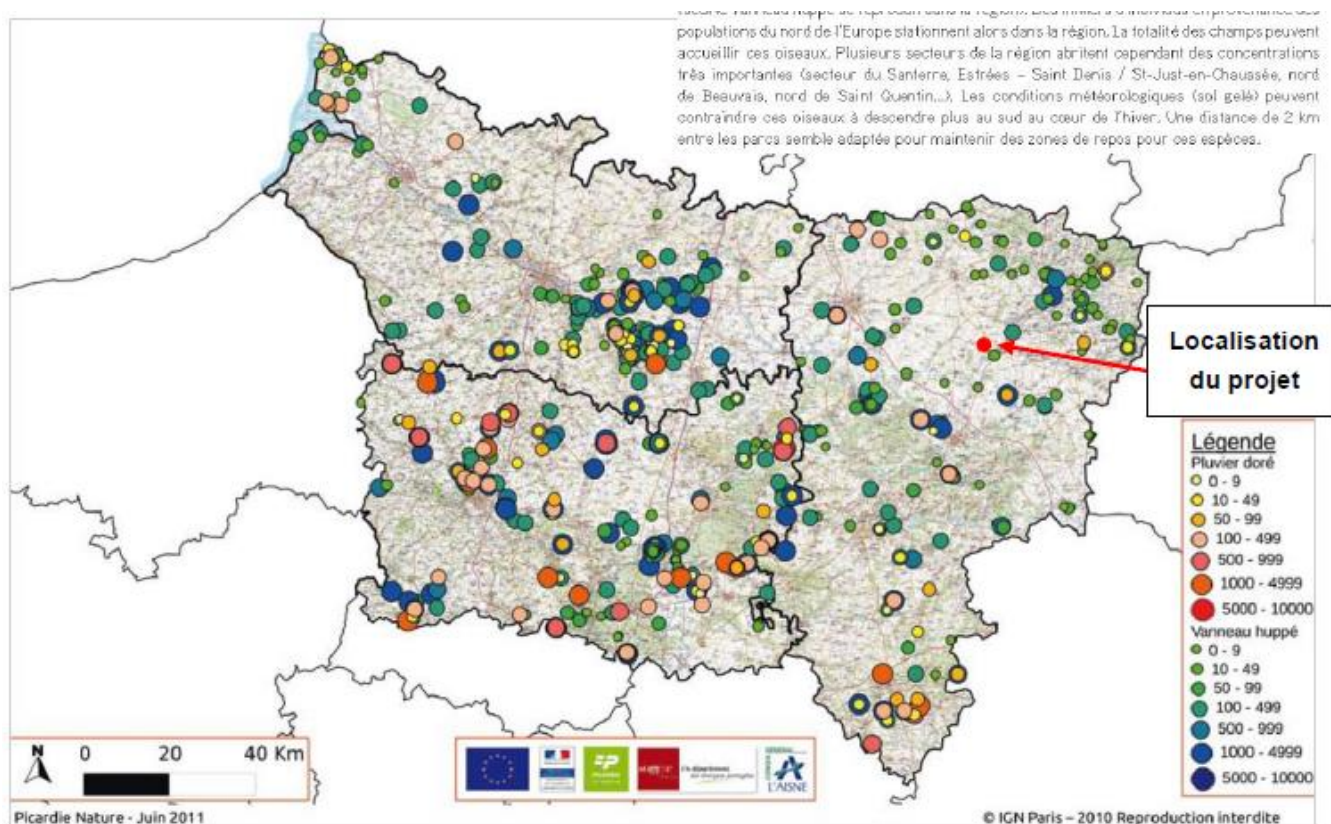 populations du nord de l'Europe stationnent alors dans la région. La totalité des champs peuvent
accueillir ces oiseaux. Plusieurs secteurs de la région abritent cependant des concentrations
très importantes (secteur du Santerre, Estrées – Saint Denis / St-Just-en-Chaussée, nord
de Beauvais, nord de Saint Quentin...). Les conditions météorologiques (sol gelé) peuvent
contraindre ces oiseaux à descendre plus au sud au cœur de l'hiver. Une distance de 2 km
entre les parcs semble adaptée pour maintenir des zones de repos pour ces espèces.
Localisation
du projet
Légende
Pluvier doré
0 - 9
10 - 49
50 - 99
100 - 499
500 - 999
1000 - 4999
5000 - 10000
Vanneau huppé
0 - 9
10 - 49
50 - 99
100 - 499
500 - 999
1000 - 4999
5000 - 10000
N
0 20 40 Km
L'AISNE
Picardie Nature - Juin 2011
© IGN Paris – 2010 Reproduction interdite